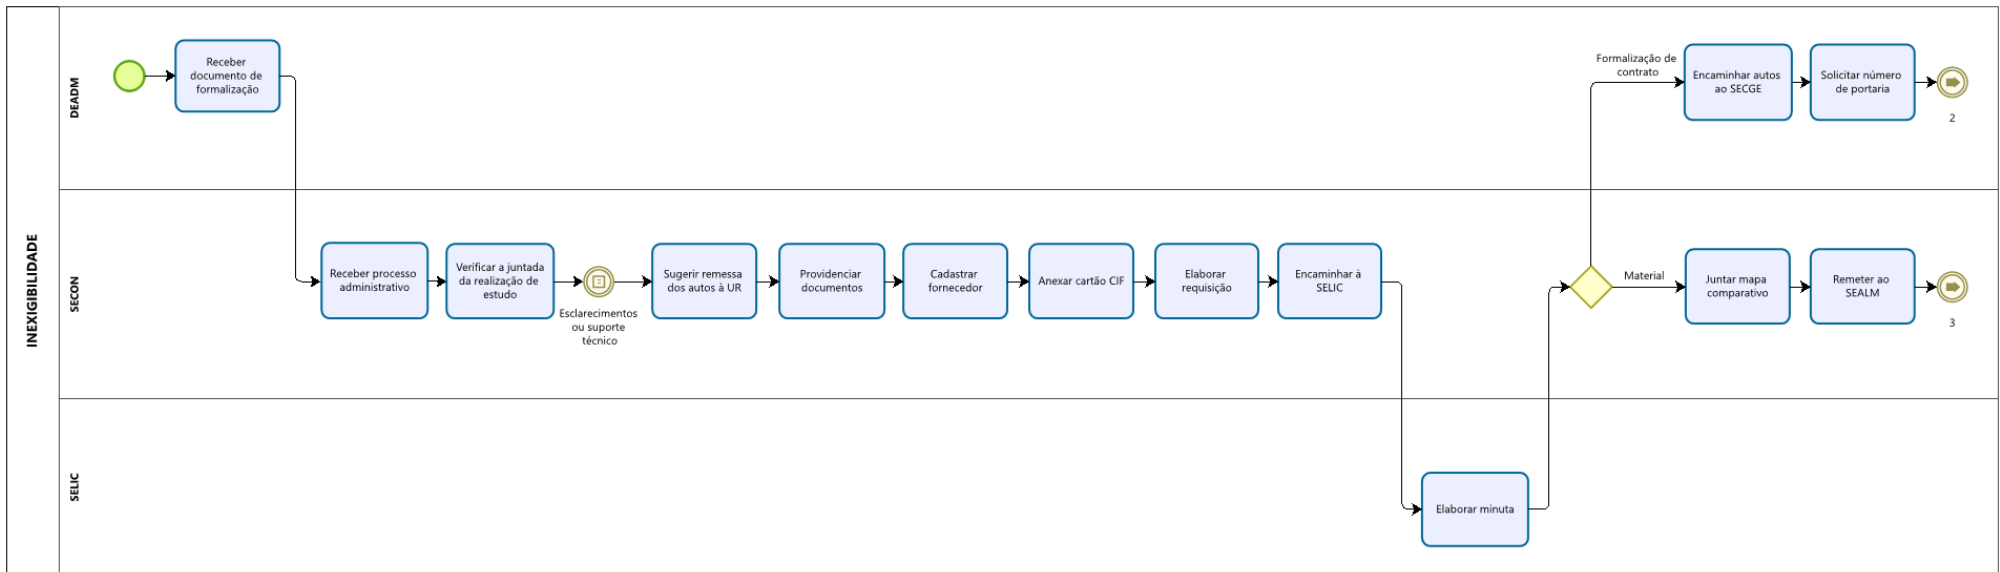 INEXIGIBILIDADE
DEADM
Receber
documento de
formalização
Formalização de
contrato
Encaminhar autos
ao SECGE
Solicitar número
de portaria
2
SECON
Receber processo
administrativo
Verificar a juntada
da realização de
estudo
Esclarecimentos
ou suporte
técnico
Sugerir remessa
dos autos à UR
Providenciar
documentos
Cadastrar
fornecedor
Anexar cartão CIF
Elaborar
requisição
Encaminhar à
SELIC
Material
Juntar mapa
comparativo
Remeter ao
SEALM
3
SELIC
Elaborar minuta